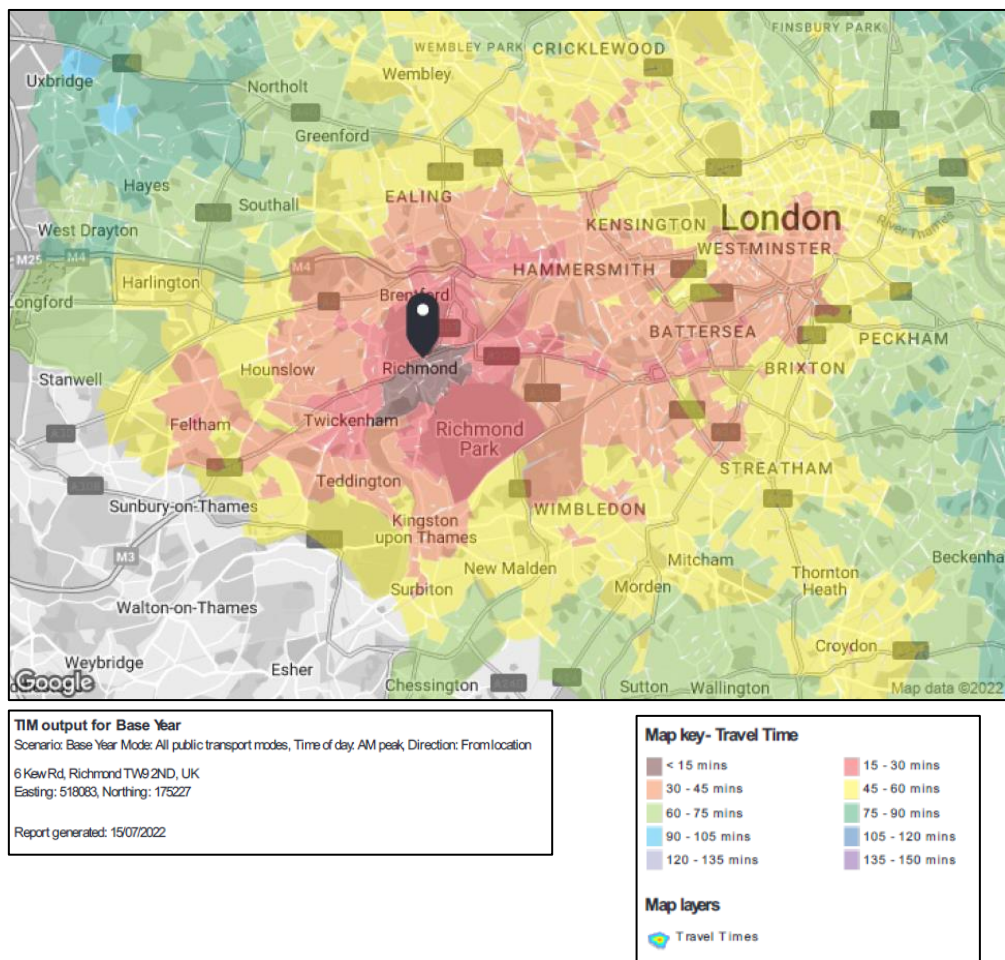 FINSBURY PARK
WEMBLEY PARK
CRICKLEWOOD
Wembley
Uxbridge
Northolt
Greenford
Hayes
EALING
Southall
KENSINGTON
London
River Thames
West Drayton
WESTMINSTER
M25
M4
M4
HAMMERSMITH
Harlington
Brentford
ongford
BATTERSEA
PECKHAM
Richmond
Hounslow
BRIXTON
Stanwell
Feltham
Twickenham
Richmond
Park
STREATHAM
Teddington
Sunbury-on-Thames
WIMBLEDON
Kingston
upon Thames
M3
New Malden
Mitcham
Beckenha
Surbiton
Morden
Thornton
Heath
Walton-on-Thames
Croydon
Weybridge
Esher
Google
Chessington
Sutton
Wallington
Map data ©2022
TIM output for Base Year
Scenario: Base Year Mode: All public transport modes, Time of day: AM peak, Direction: From location
6 Kew Rd, Richmond TW9 2ND, UK
Easting: 518083, Northing: 175227
Report generated: 15/07/2022
Map key - Travel Time
< 15 mins
15 - 30 mins
30 - 45 mins
45 - 60 mins
60 - 75 mins
75 - 90 mins
90 - 105 mins
105 - 120 mins
120 - 135 mins
135 - 150 mins
Map layers
Travel Times